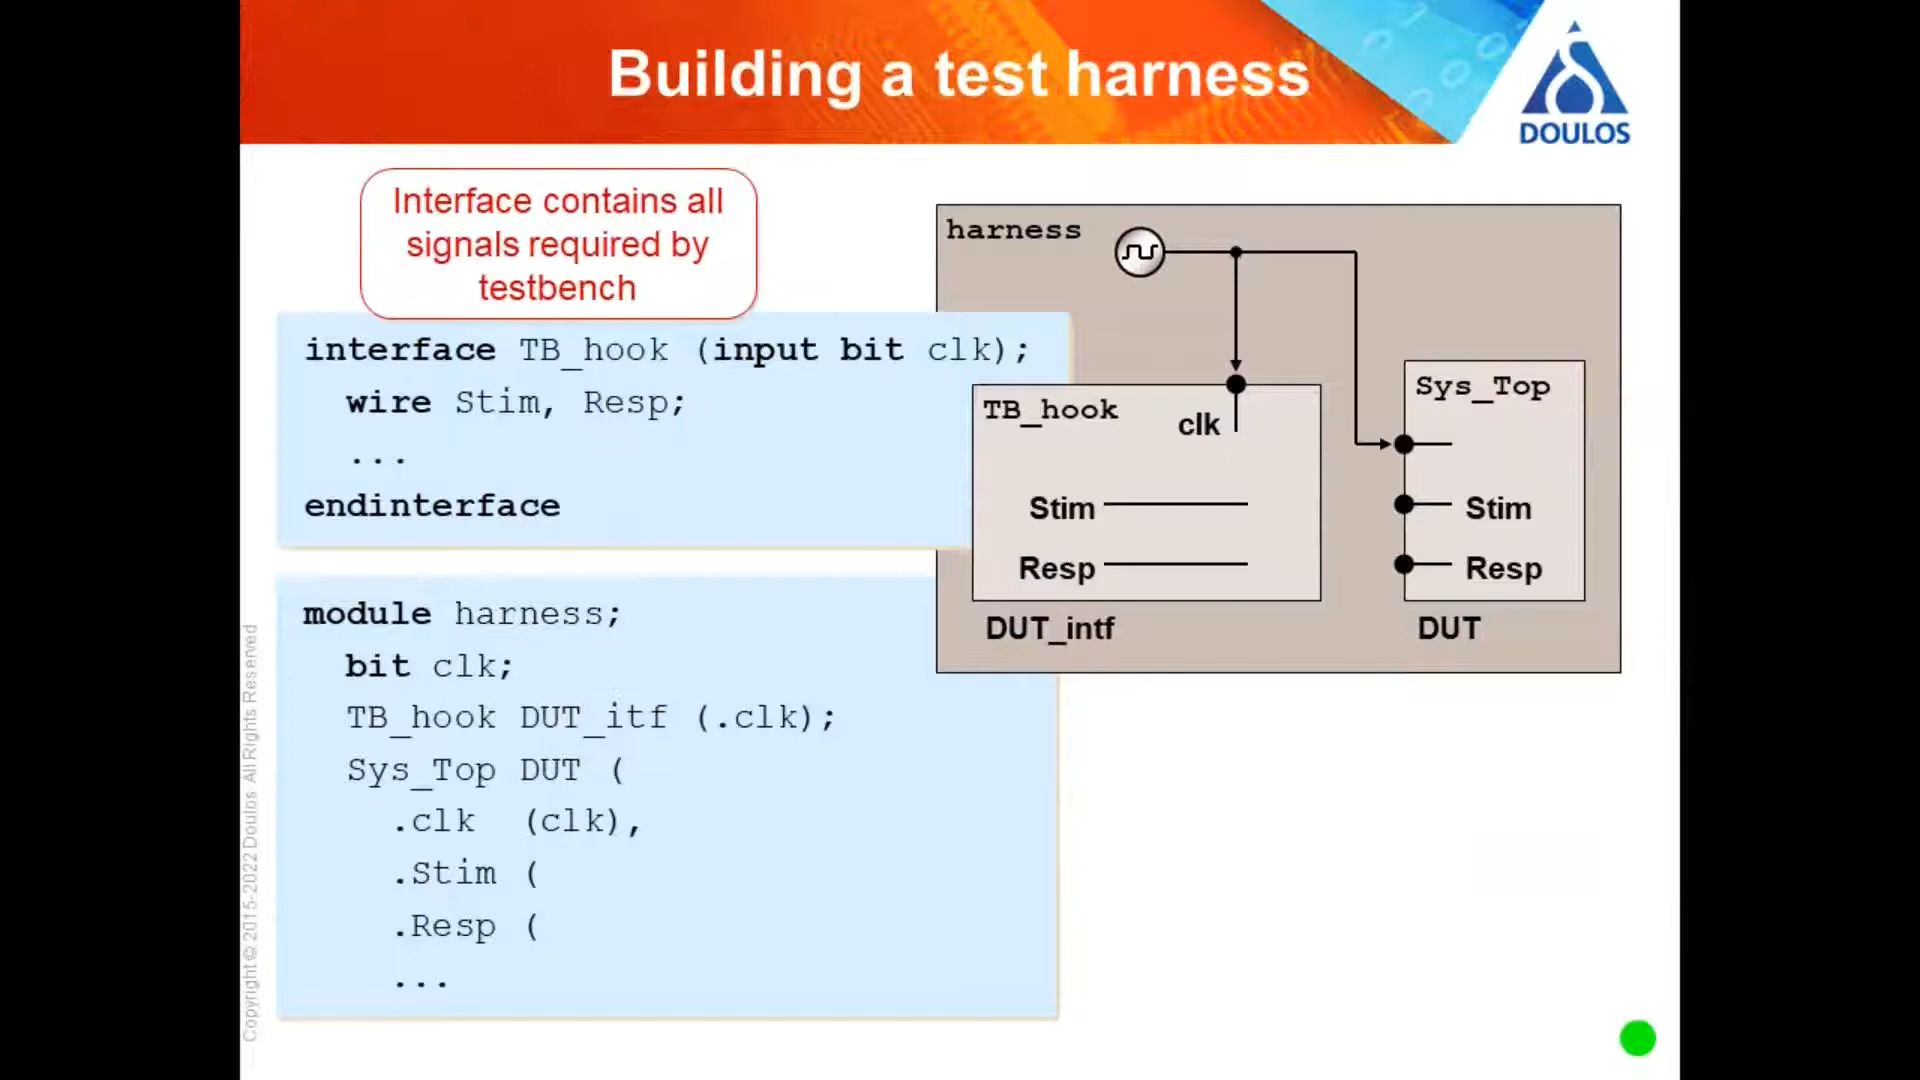 Building a test harness
DOULOS
Interface contains all
signals required by
testbench
interface TB_hook (input bit clk);
wire Stim, Resp;
...
endinterface
module harness;
bit clk;
TB_hook DUT_itf (.clk);
Sys_Top DUT (
.clk (clk),
.Stim (
.Resp (
...
harness
TB_hook
clk
Stim
Resp
DUT_intf
Sys_Top
Stim
Resp
DUT
Copyright © 2015-2022 Doulos All Rights Reserved